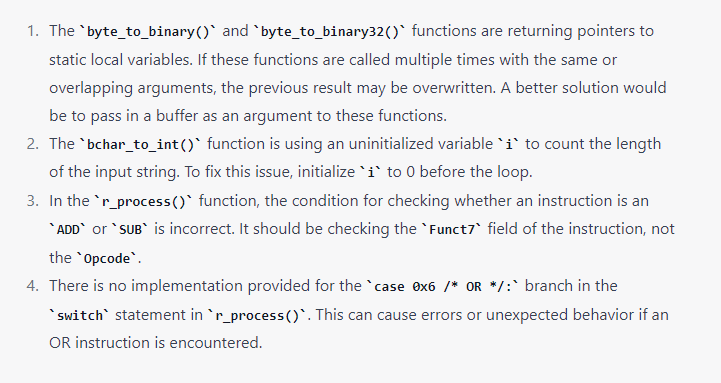 1. The `byte_to_binary()` and `byte_to_binary32()` functions are returning pointers to
static local variables. If these functions are called multiple times with the same or
overlapping arguments, the previous result may be overwritten. A better solution would
be to pass in a buffer as an argument to these functions.
2. The `bchar_to_int()` function is using an uninitialized variable `i` to count the length
of the input string. To fix this issue, initialize `i` to 0 before the loop.
3. In the `r_process()` function, the condition for checking whether an instruction is an
`ADD` or `SUB` is incorrect. It should be checking the `Funct7` field of the instruction, not
the `Opcode`.
4. There is no implementation provided for the `case 0x6 /* OR */:` branch in the
`switch` statement in `r_process()`. This can cause errors or unexpected behavior if an
OR instruction is encountered.